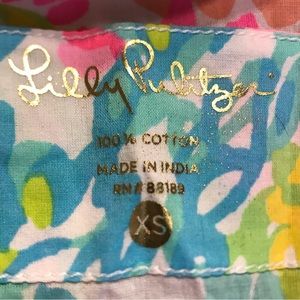 Lilly Pulitzer
100% COTTON
MADE IN INDIA
RN# 88189
XS